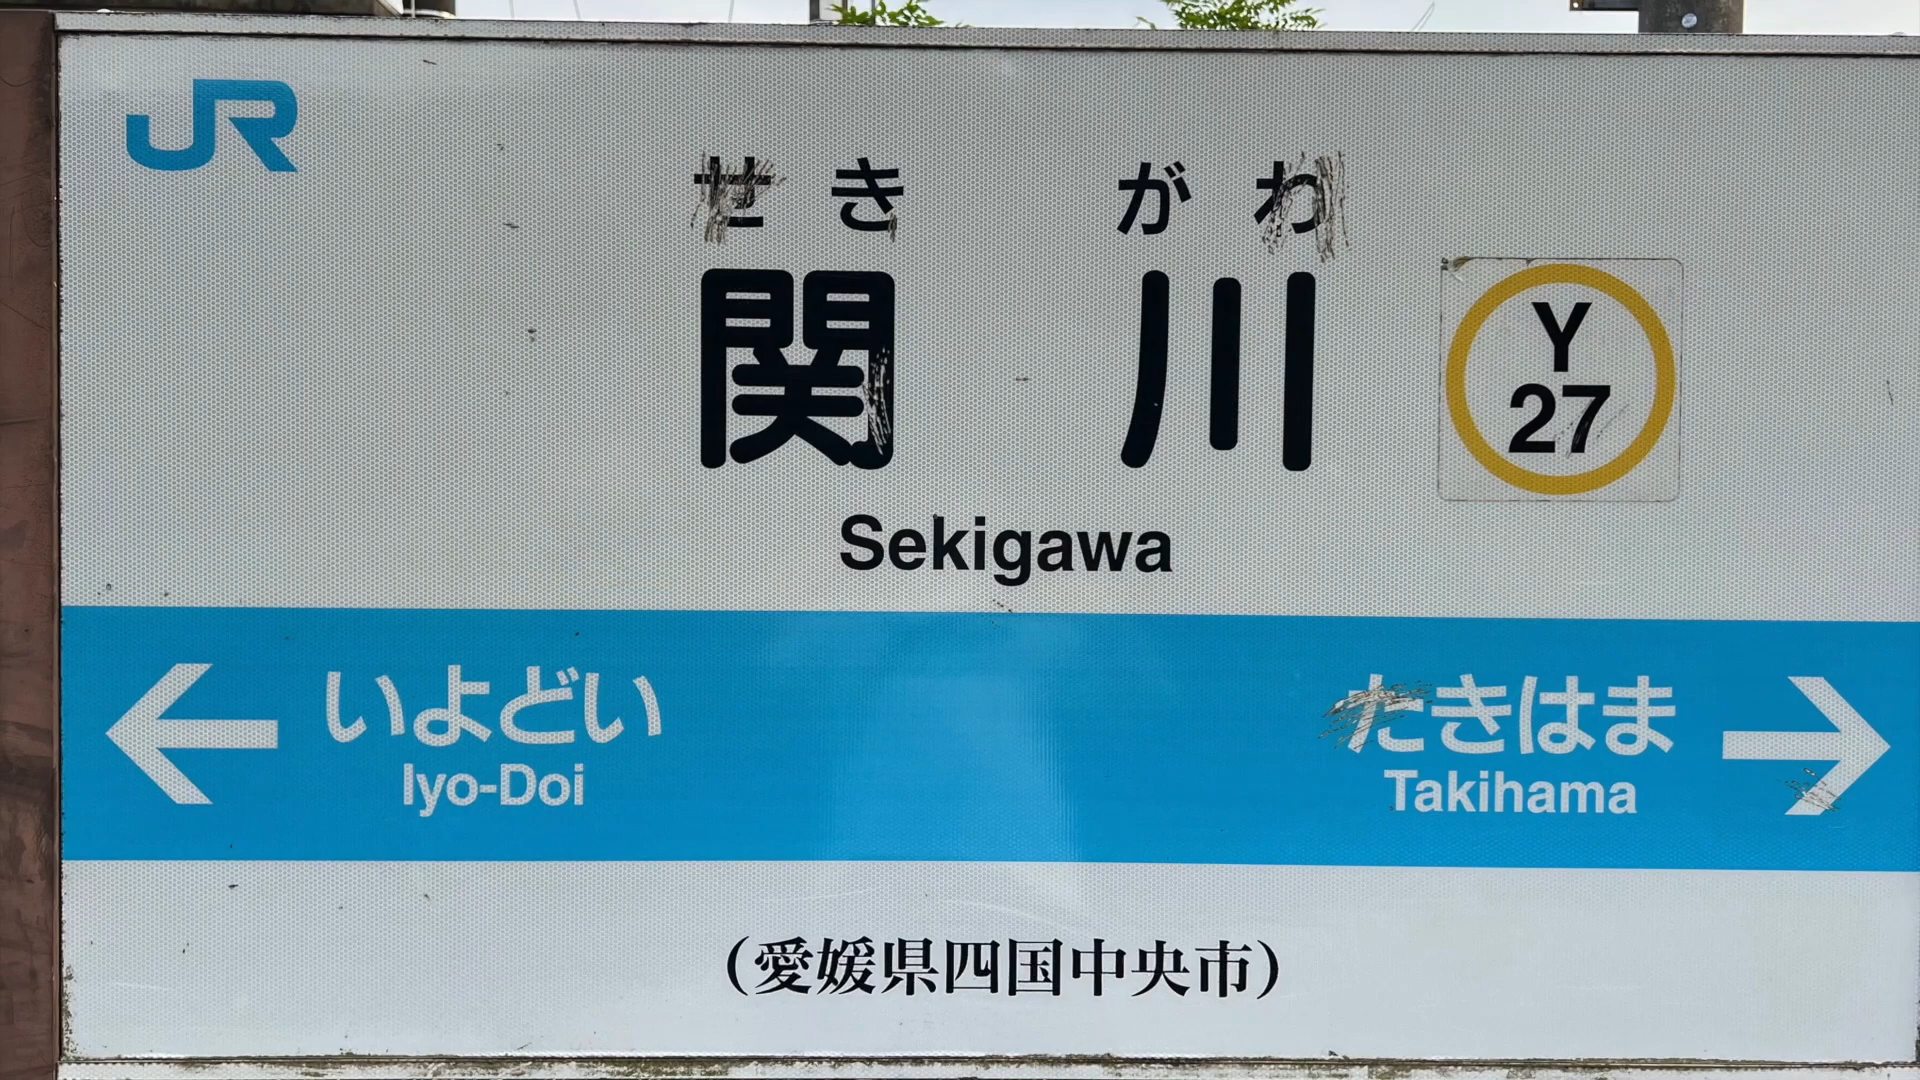 JR
せきがわ
関川
Y
27
Sekigawa
いよどい
Iyo-Doi
たきはま
Takihama
（愛媛県四国中央市）